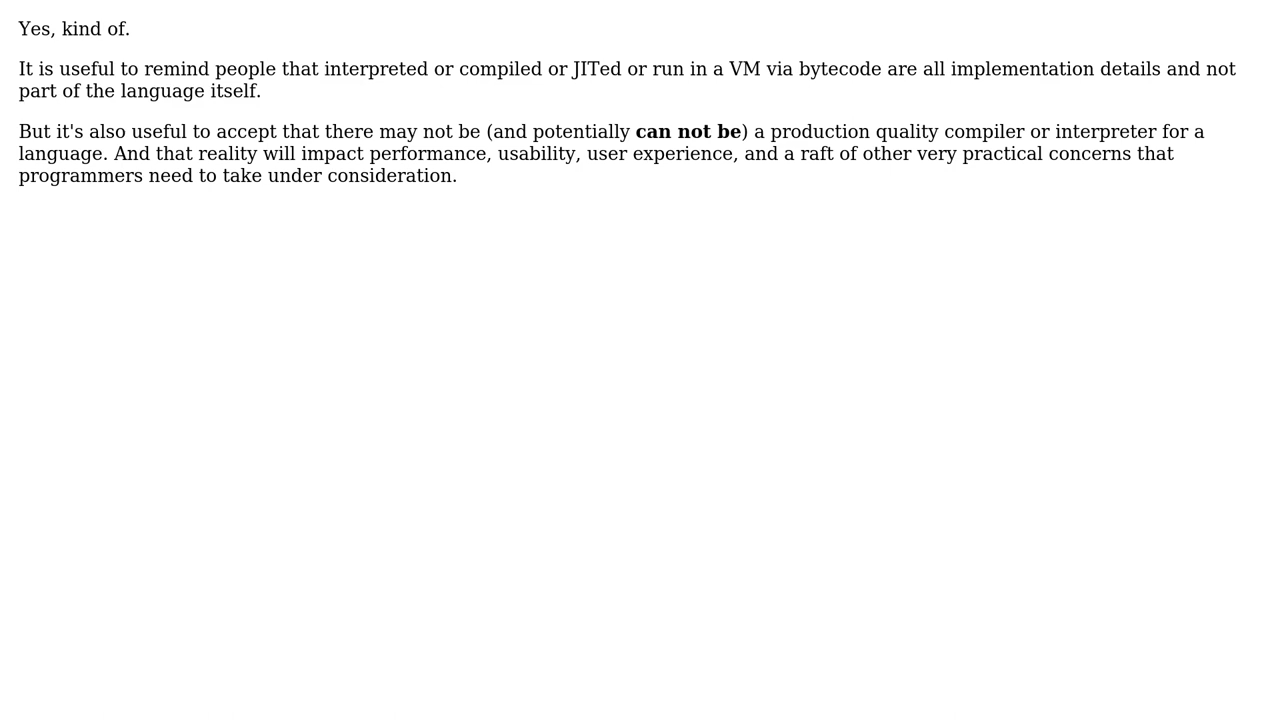 Yes, kind of.
It is useful to remind people that interpreted or compiled or JITed or run in a VM via bytecode are all implementation details and not
part of the language itself.
But it's also useful to accept that there may not be (and potentially can not be) a production quality compiler or interpreter for a
language. And that reality will impact performance, usability, user experience, and a raft of other very practical concerns that
programmers need to take under consideration.